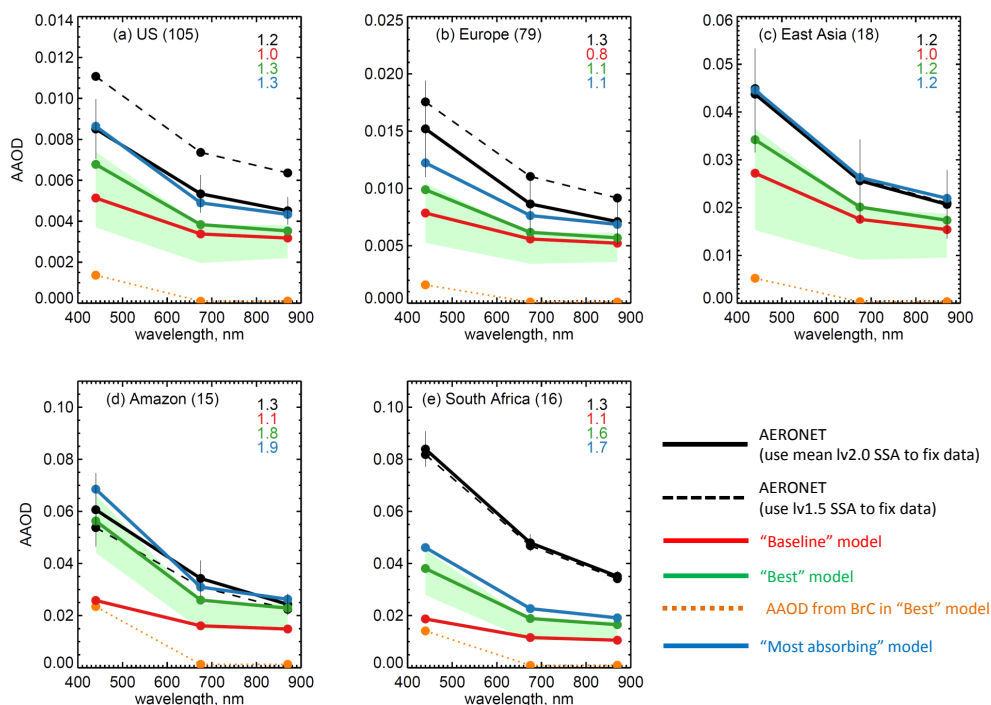 0.014
0.012
0.010
0.008
0.006
0.004
0.002
0.000
AAOD
(a) US (105)
1.2
1.0
1.3
1.3
400 500 600 700 800 900
wavelength, nm
0.025
0.020
0.015
0.010
0.005
0.000
(b) Europe (79)
1.3
0.8
1.1
1.1
400 500 600 700 800 900
wavelength, nm
0.06
0.05
0.04
0.03
0.02
0.01
0.00
(c) East Asia (18)
1.2
1.0
1.2
1.2
400 500 600 700 800 900
wavelength, nm
0.10
0.08
0.06
0.04
0.02
0.00
AAOD
(d) Amazon (15)
1.3
1.1
1.8
1.9
400 500 600 700 800 900
wavelength, nm
0.10
0.08
0.06
0.04
0.02
0.00
(e) South Africa (16)
1.3
1.1
1.6
1.7
400 500 600 700 800 900
wavelength, nm
AERONET
(use mean lv2.0 SSA to fix data)
AERONET
(use lv1.5 SSA to fix data)
“Baseline” model
“Best” model
AAOD from BrC in “Best” model
“Most absorbing” model